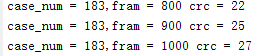 case_num = 183,fram = 800 crc = 22
case_num = 183,fram = 900 crc = 25
case_num = 183,fram = 1000 crc = 27